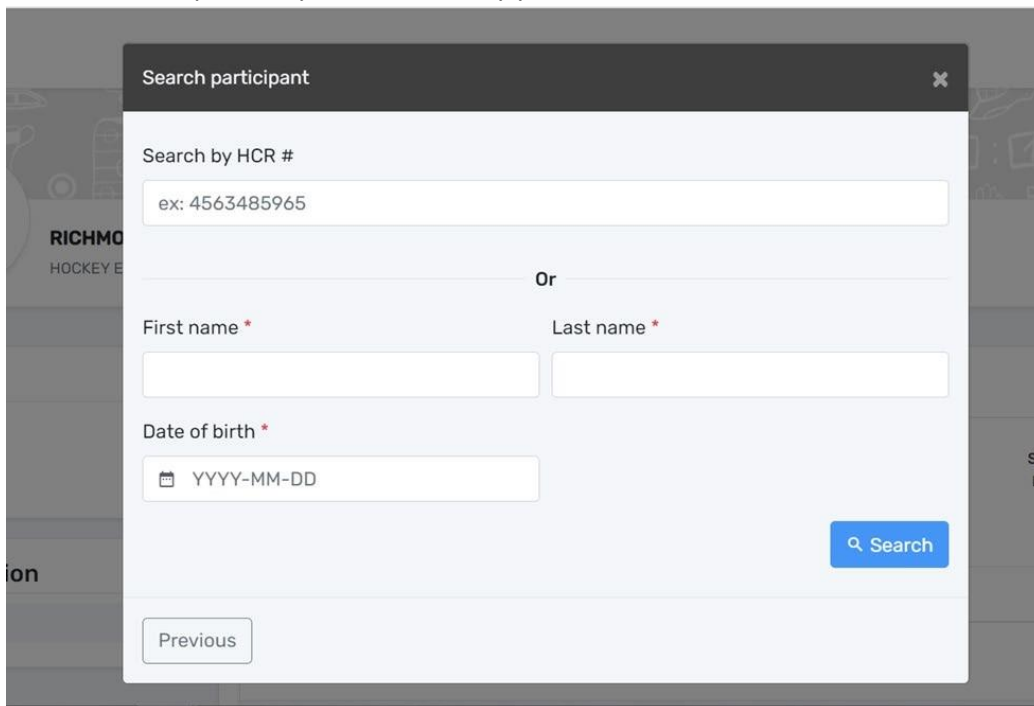 Search participant
Search by HCR #
ex: 4563485965
RICHMO
HOCKEY E
Or
First name *
Last name *
Date of birth *
YYYY-MM-DD
Search
ion
Previous